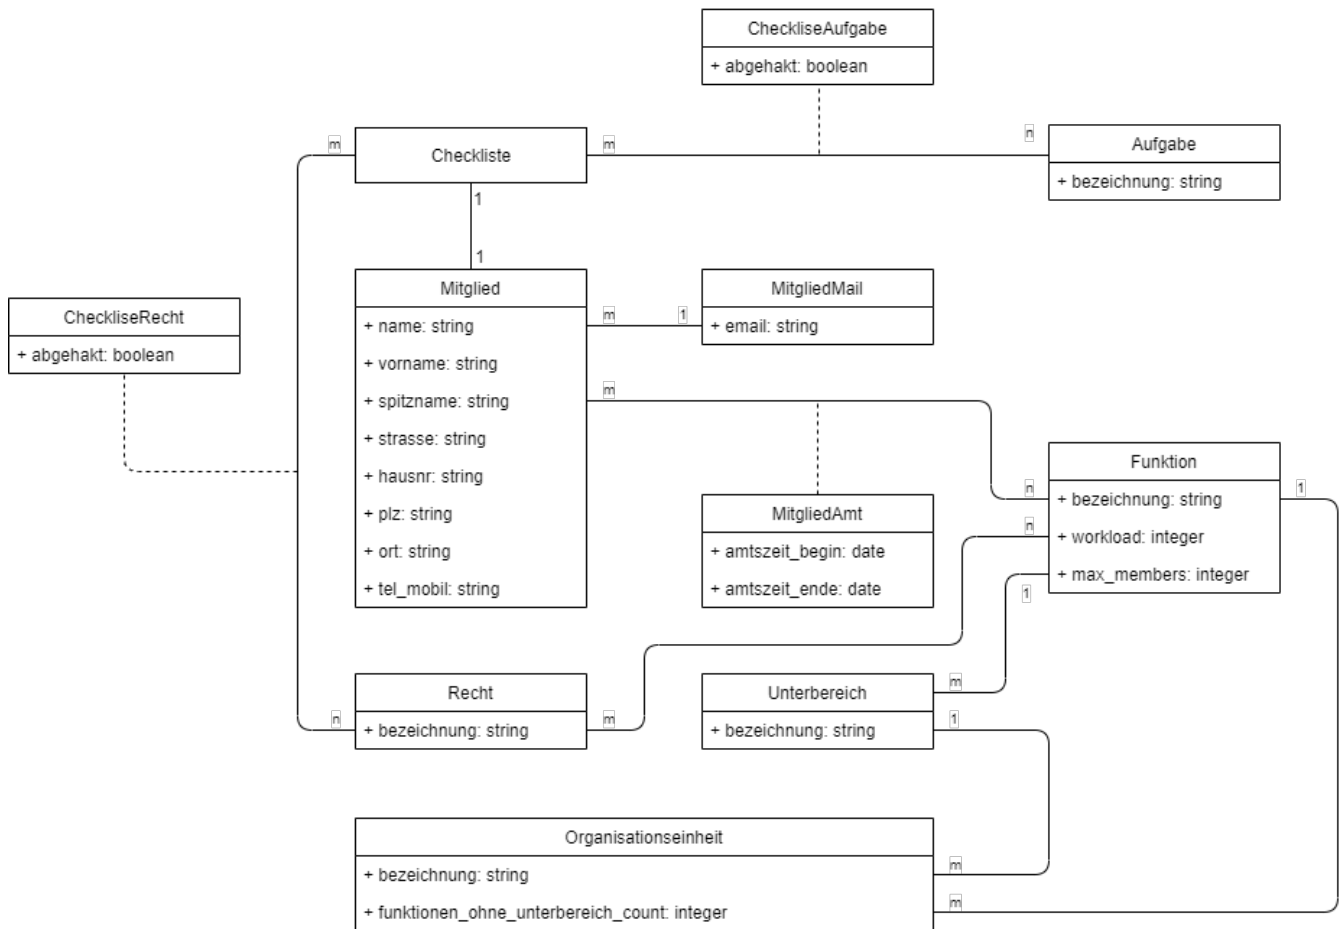 CheckliseAufgabe
+ abgehakt: boolean
m
Checkliste
m
n
Aufgabe
+ bezeichnung: string
1
1
CheckliseRecht
+ abgehakt: boolean
Mitglied
+ name: string
+ vorname: string
+ spitzname: string
+ strasse: string
+ hausnr: string
+ plz: string
+ ort: string
+ tel_mobil: string
m
1
MitgliedMail
+ email: string
m
n
MitgliedAmt
+ amtszeit_begin: date
+ amtszeit_ende: date
Funktion
+ bezeichnung: string
+ workload: integer
+ max_members: integer
1
n
1
n
Recht
+ bezeichnung: string
m
Unterbereich
+ bezeichnung: string
m
1
Organisationseinheit
+ bezeichnung: string
+ funktionen_ohne_unterbereich_count: integer
m
m